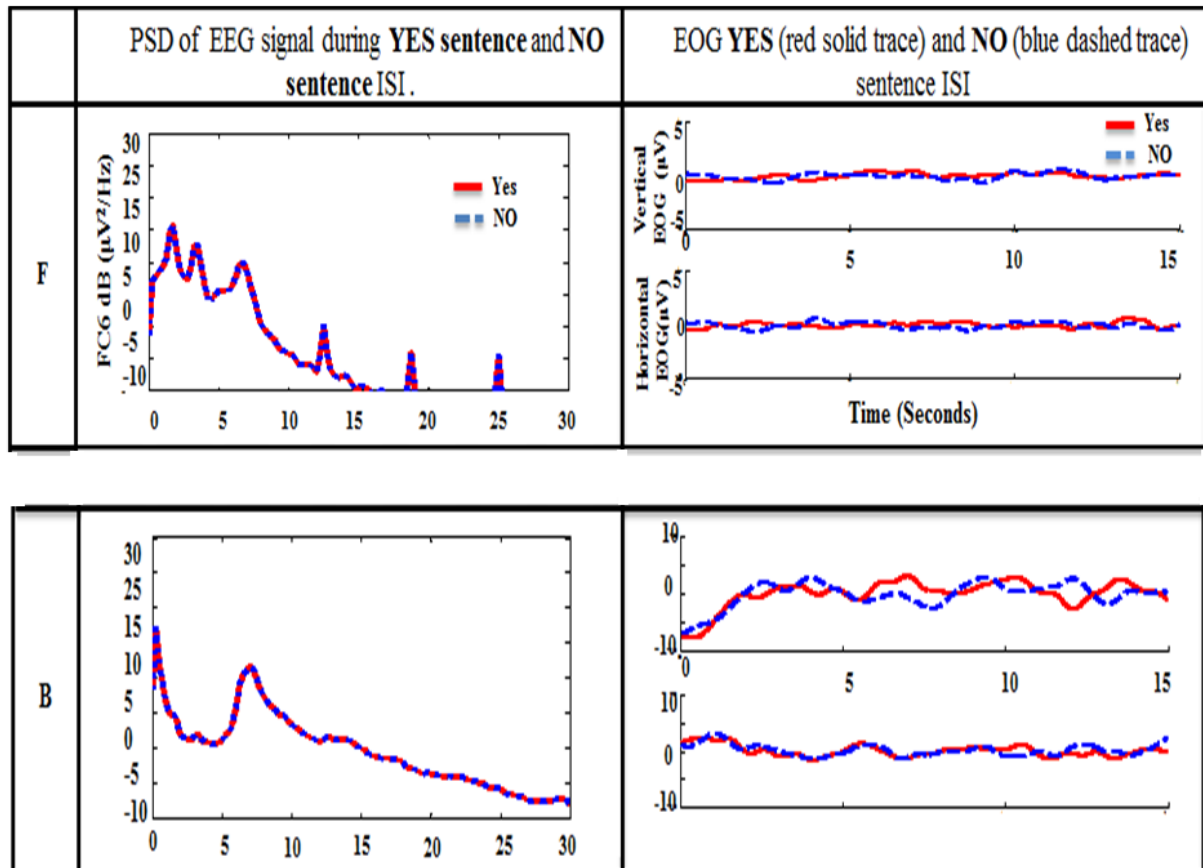 PSD of EEG signal during YES sentence and NO
sentence ISI .
EOG YES (red solid trace) and NO (blue dashed trace)
sentence ISI
F
FC6 dB (μV²/Hz)
30
25
20
15
10
5
0
-5
-10
0 5 10 15 20 25 30
Yes
NO
Vertical
EOG (μV)
5
0
-5
0 5 10 15
Yes
NO
Horizontal
EOG(μV)
5
0
-5
5 10 15
Time (Seconds)
B
30
25
20
15
10
5
0
-5
-10
0 5 10 15 20 25 30
10
0
-10
0 5 10 15
10
0
-10